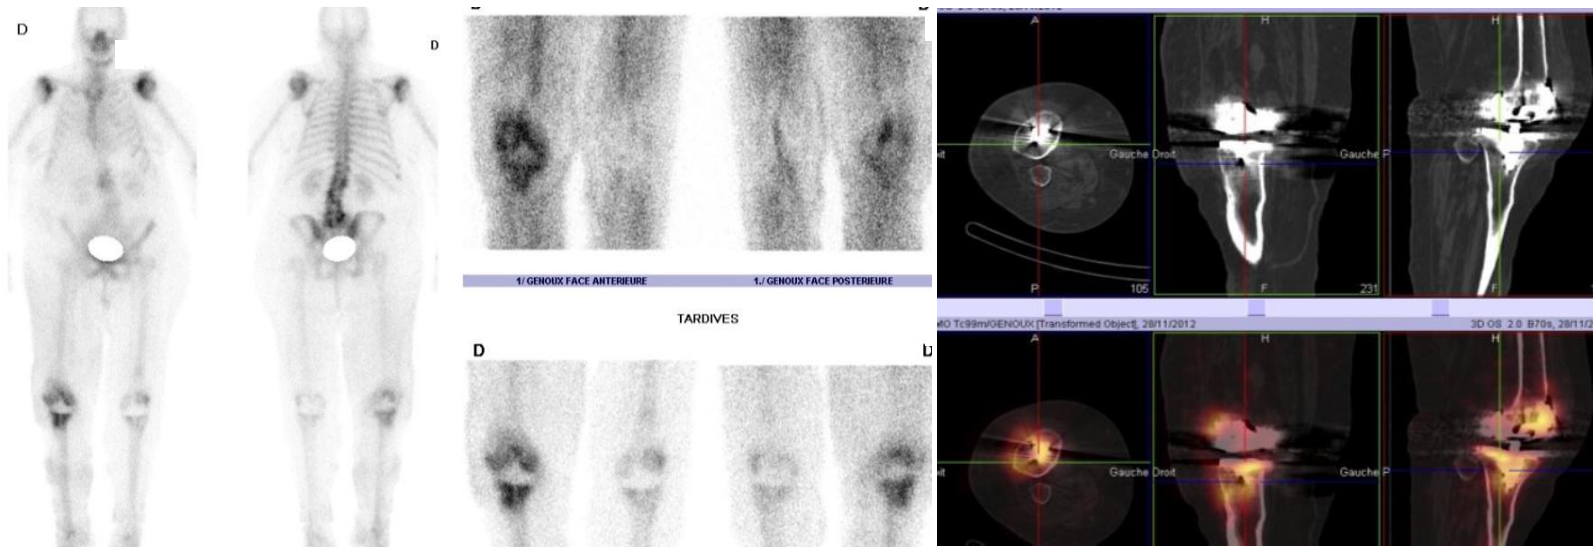 D
D
1/ GENOUX FACE ANTERIEURE
1./ GENOUX FACE POSTERIEURE
TARDIVES
D
D
A
H
H
Gauche
Droit
Gauche
P
P
105
F
231
F
Tc99m/GENOUX [Transformed Object], 28/11/2012
3D OS 2.0 B70s, 28/11/2
A
H
H
Gauche
Droit
Gauche
P